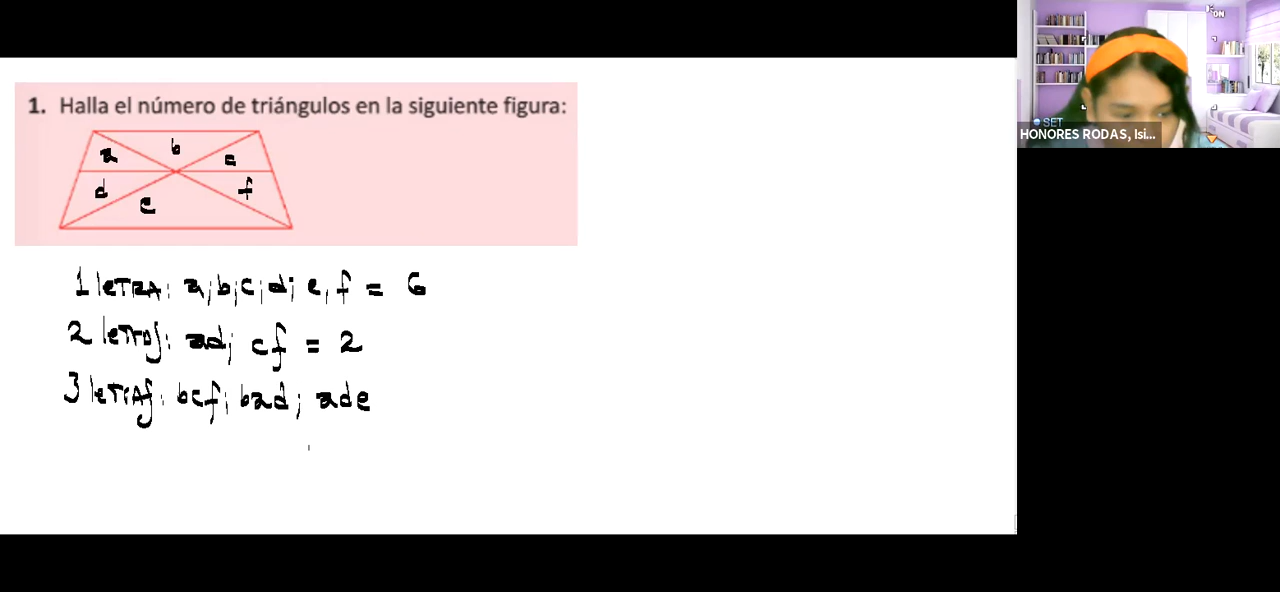 1. Halla el número de triángulos en la siguiente figura:
a b c
d e f
1 letra: a; b; c; d; e, f = 6
2 letras: ad; cf = 2
3 letras: bcf; bad; ade
SET
HONORES RODAS, Isi...